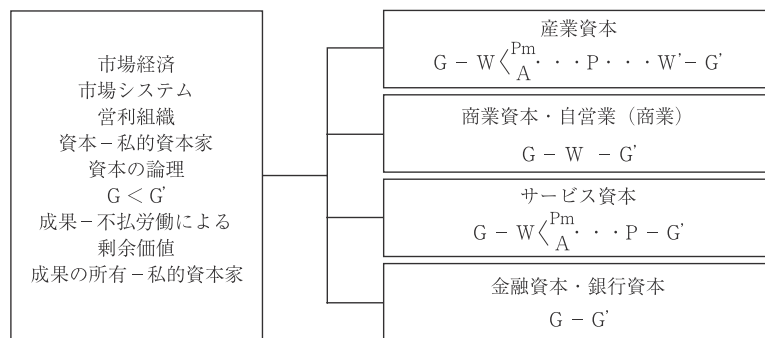 市場経済
市場システム
営利組織
資本－私的資本家
資本の論理
G < G’
成果－不払労働による
剰余価値
成果の所有－私的資本家
産業資本
G － W〈Pm A・・・P・・・W’－ G’
商業資本・自営業（商業）
G － W － G’
サービス資本
G － W〈Pm A・・・P － G’
金融資本・銀行資本
G － G’